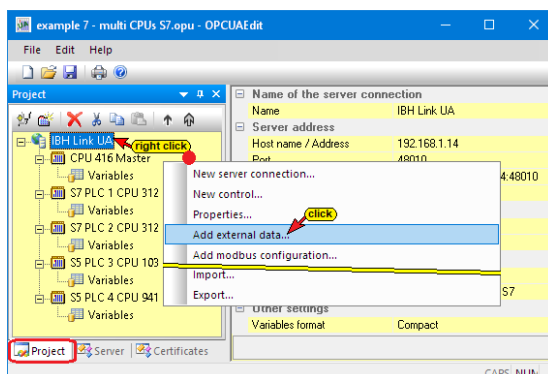 example 7 - multi CPUs S7.opu - OPCUAEdit
File Edit Help
Project
Name of the server connection
Name IBH Link UA
Server address
Host name / Address 192.168.1.14
Port 48010
4:48010
S7
Other settings
Variables format Compact
IBH Link UA
right click
CPU 416 Master
Variables
S7 PLC 1 CPU 312
Variables
S7 PLC 2 CPU 312
Variables
S5 PLC 3 CPU 103
Variables
S5 PLC 4 CPU 941
Variables
New server connection...
New control...
Properties...
click
Add external data...
Add modbus configuration...
Import...
Export...
Project Server Certificates
CAPS NUM